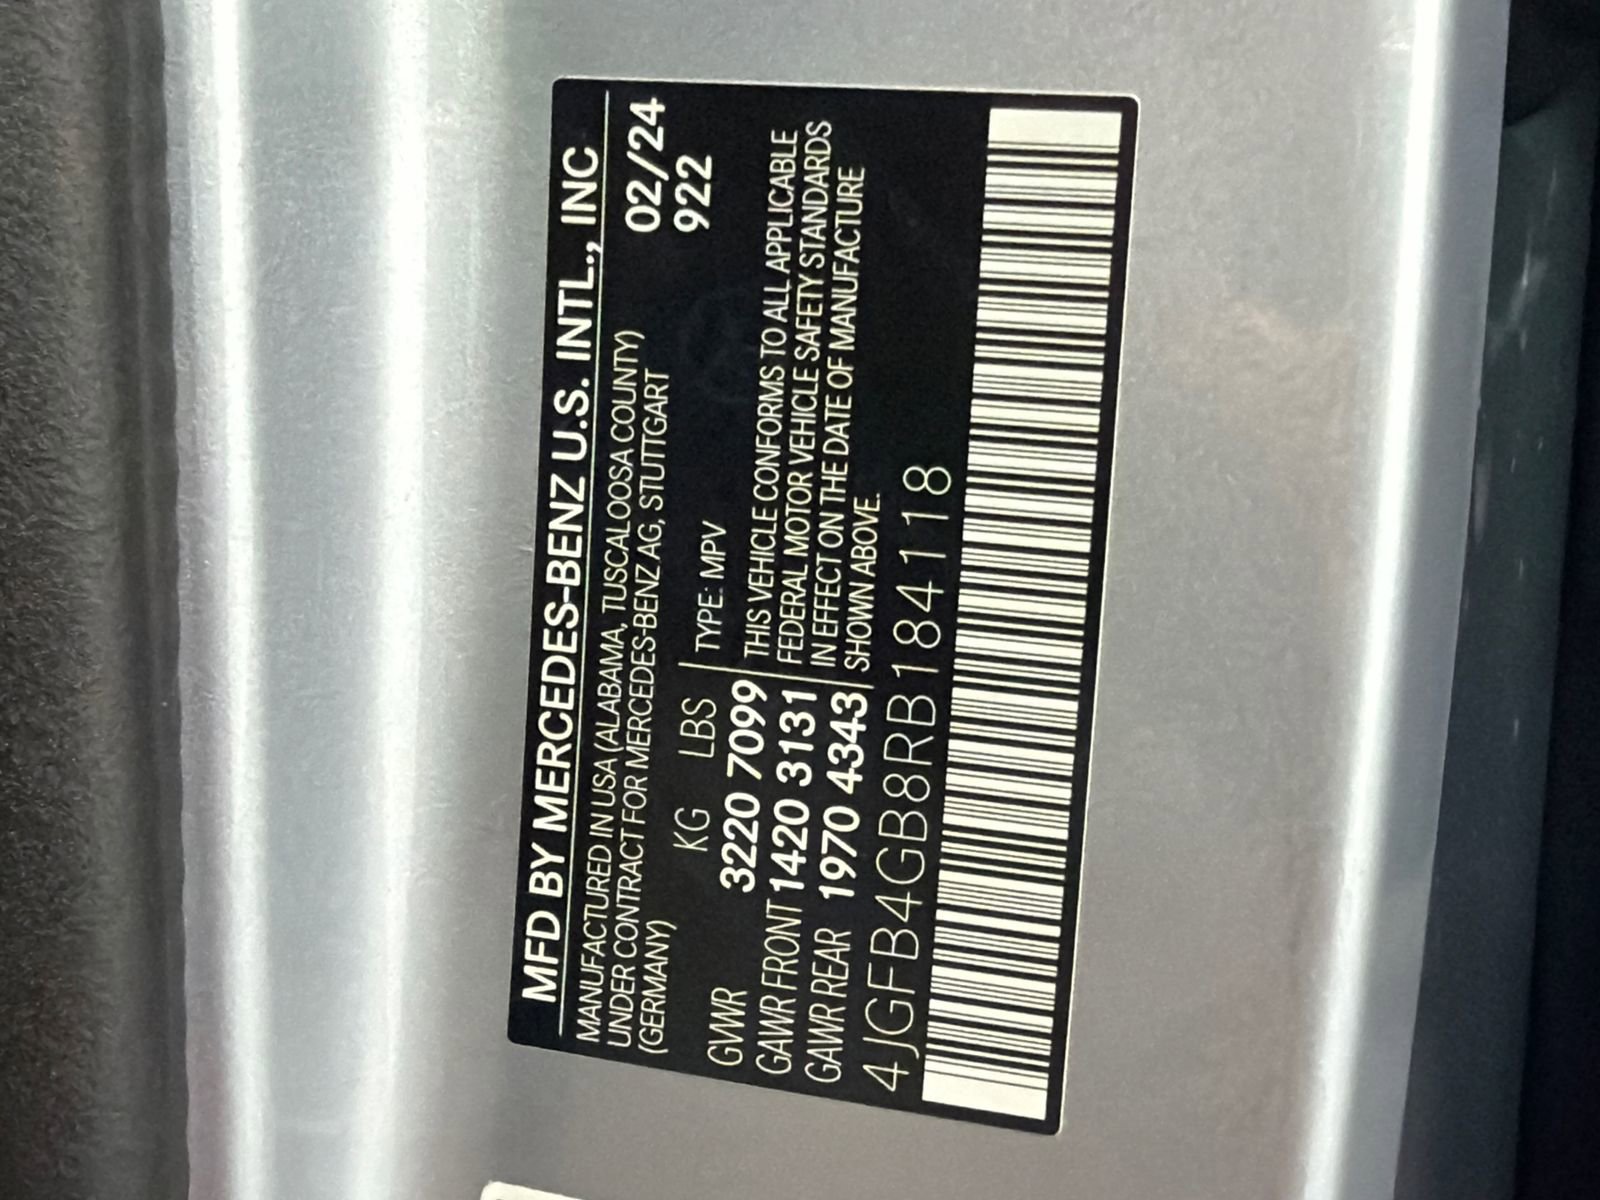 MFD BY MERCEDES-BENZ U.S. INTL., INC
MANUFACTURED IN USA (ALABAMA, TUSCALOOSA COUNTY)
UNDER CONTRACT FOR MERCEDES-BENZ AG, STUTTGART
(GERMANY)
02/24
922
KG LBS TYPE: MPV
GVWR 3220 7099
GAWR FRONT 1420 3131
GAWR REAR 1970 4343
THIS VEHICLE CONFORMS TO ALL APPLICABLE
FEDERAL MOTOR VEHICLE SAFETY STANDARDS
IN EFFECT ON THE DATE OF MANUFACTURE
SHOWN ABOVE.
4JGFB4GB8RB184118